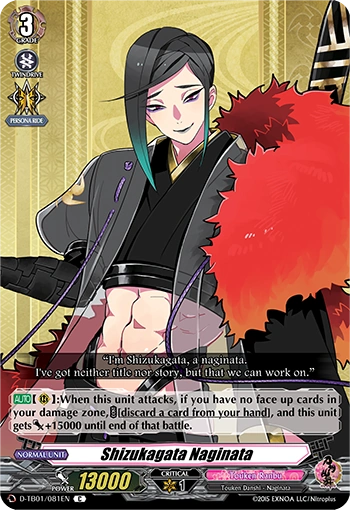 3
GRADE
TWINDRIVE
PERSONA RIDE
"I'm Shizukagata, a naginata.
I've got neither title nor story, but that we can work on."
AUTO :When this unit attacks, if you have no face up cards in
your damage zone, [discard a card from your hand], and this unit
gets +15000 until end of that battle.
NORMAL UNIT
Shizukagata Naginata
POWER 13000
CRITICAL
1
Touken Ranbu
Touken Danshi - Naginata
D-TB01/081EN C
©2015 EXNOA LLC/Nitroplus